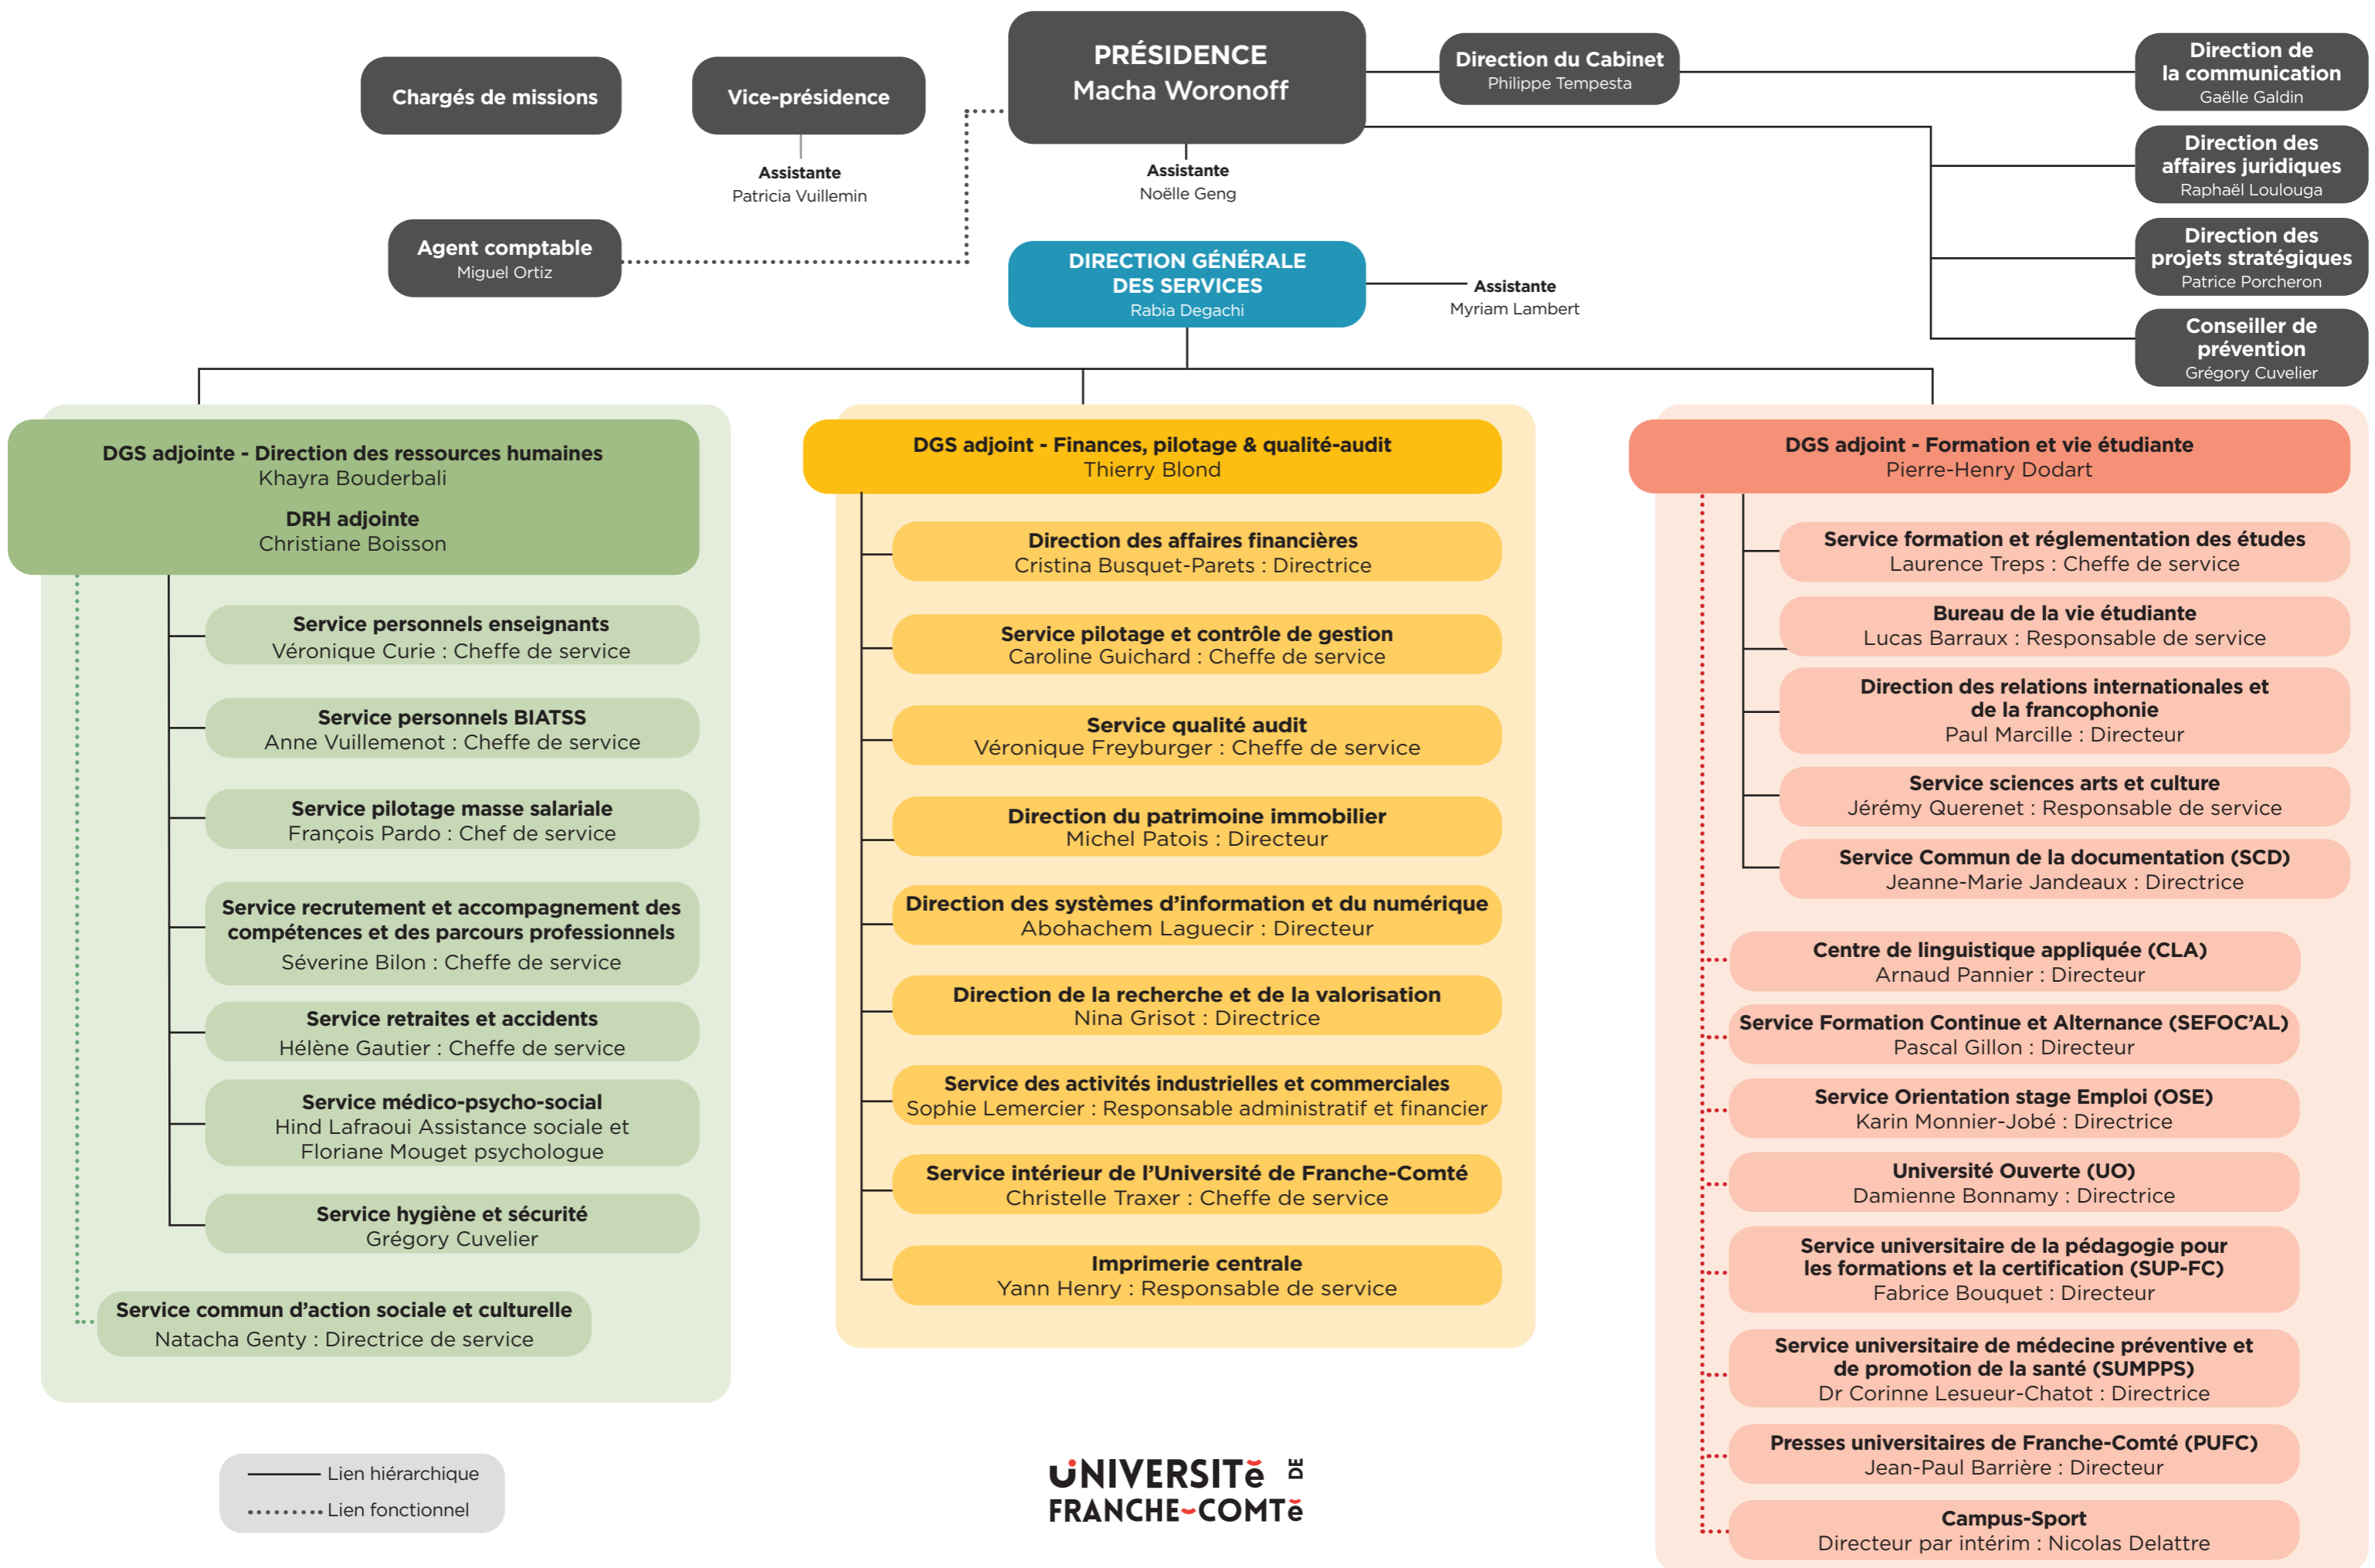 PRÉSIDENCE
Macha Woronoff
Direction du Cabinet
Philippe Tempesta
Direction de
la communication
Gaëlle Galdin
Chargés de missions
Vice-présidence
Assistante
Patricia Vuillemin
Assistante
Noëlle Geng
Direction des
affaires juridiques
Raphaël Loulouga
Agent comptable
Miguel Ortiz
DIRECTION GÉNÉRALE
DES SERVICES
Rabia Degachi
Assistante
Myriam Lambert
Direction des
projets stratégiques
Patrice Porcheron
Conseiller de
prévention
Grégory Cuvelier
DGS adjointe - Direction des ressources humaines
Khayra Bouderbali
DRH adjointe
Christiane Boisson
Service personnels enseignants
Véronique Curie : Cheffe de service
Service personnels BIATSS
Anne Vuillemenot : Cheffe de service
Service pilotage masse salariale
François Pardo : Chef de service
Service recrutement et accompagnement des
compétences et des parcours professionnels
Séverine Bilon : Cheffe de service
Service retraites et accidents
Hélène Gautier : Cheffe de service
Service médico-psycho-social
Hind Lafraoui Assistance sociale et
Floriane Mouget psychologue
Service hygiène et sécurité
Grégory Cuvelier
Service commun d'action sociale et culturelle
Natacha Genty : Directrice de service
DGS adjoint - Finances, pilotage & qualité-audit
Thierry Blond
Direction des affaires financières
Cristina Busquet-Parets : Directrice
Service pilotage et contrôle de gestion
Caroline Guichard : Cheffe de service
Service qualité audit
Véronique Freyburger : Cheffe de service
Direction du patrimoine immobilier
Michel Patois : Directeur
Direction des systèmes d'information et du numérique
Abohachem Laguecir : Directeur
Direction de la recherche et de la valorisation
Nina Grisot : Directrice
Service des activités industrielles et commerciales
Sophie Lemercier : Responsable administratif et financier
Service intérieur de l'Université de Franche-Comté
Christelle Traxer : Cheffe de service
Imprimerie centrale
Yann Henry : Responsable de service
DGS adjoint - Formation et vie étudiante
Pierre-Henry Dodart
Service formation et réglementation des études
Laurence Treps : Cheffe de service
Bureau de la vie étudiante
Lucas Barraux : Responsable de service
Direction des relations internationales et
de la francophonie
Paul Marcille : Directeur
Service sciences arts et culture
Jérémy Querenet : Responsable de service
Service Commun de la documentation (SCD)
Jeanne-Marie Jandeaux : Directrice
Centre de linguistique appliquée (CLA)
Arnaud Pannier : Directeur
Service Formation Continue et Alternance (SEFOC'AL)
Pascal Gillon : Directeur
Service Orientation stage Emploi (OSE)
Karin Monnier-Jobé : Directrice
Université Ouverte (UO)
Damienne Bonnamy : Directrice
Service universitaire de la pédagogie pour
les formations et la certification (SUP-FC)
Fabrice Bouquet : Directeur
Service universitaire de médecine préventive et
de promotion de la santé (SUMPPS)
Dr Corinne Lesueur-Chatot : Directrice
Presses universitaires de Franche-Comté (PUFC)
Jean-Paul Barrière : Directeur
Campus-Sport
Directeur par intérim : Nicolas Delattre
Lien hiérarchique
Lien fonctionnel
UNIVERSITé DE
FRANCHE-COMTé